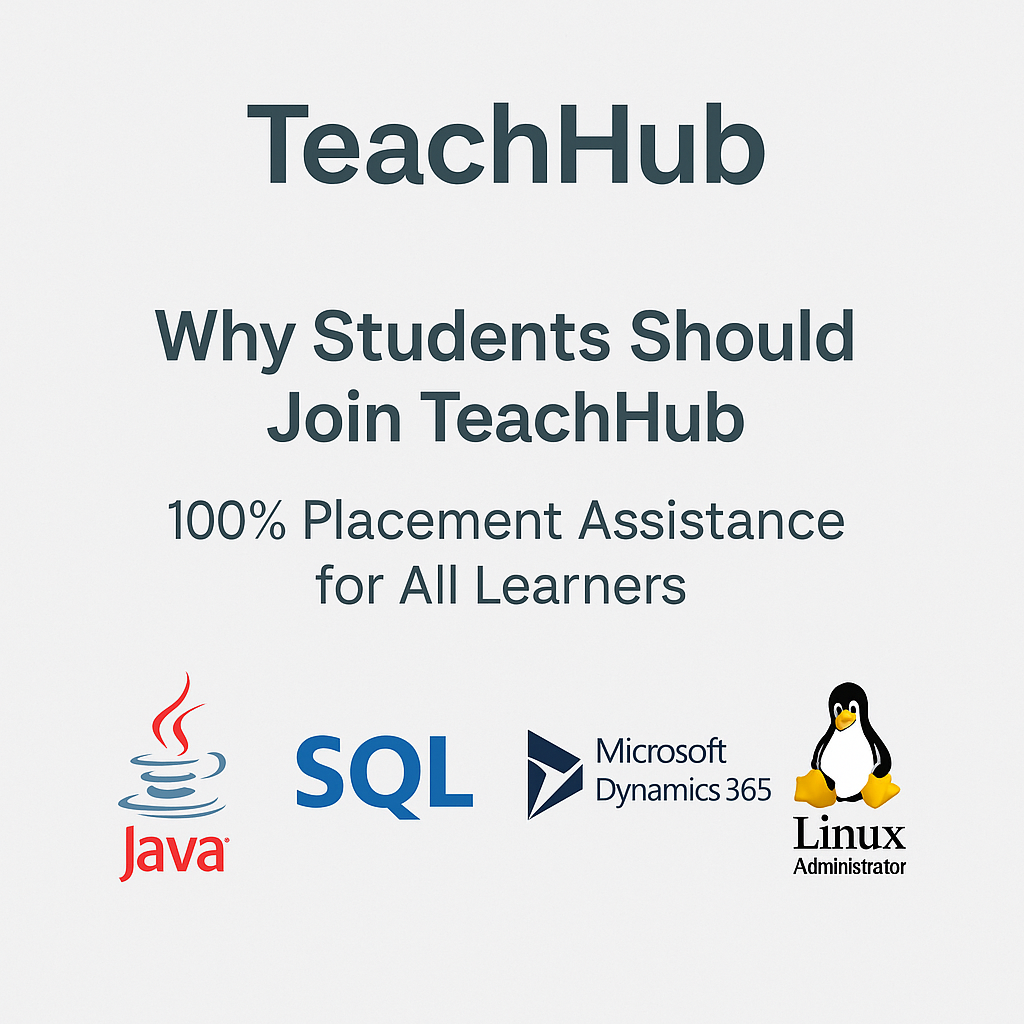 TeachHub
Why Students Should
Join TeachHub
100% Placement Assistance
for All Learners
Java
SQL
Microsoft
Dynamics 365
Linux
Administrator